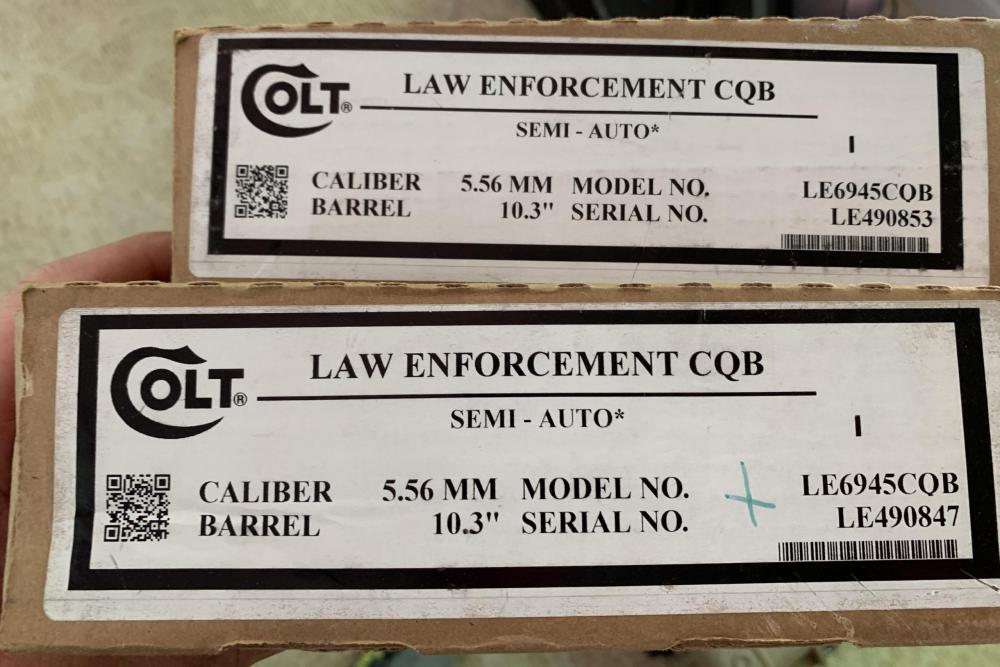 COLT®
LAW ENFORCEMENT CQB
SEMI - AUTO*
I
CALIBER 5.56 MM MODEL NO. LE6945CQB
BARREL 10.3" SERIAL NO. LE490853
COLT®
LAW ENFORCEMENT CQB
SEMI - AUTO*
I
CALIBER 5.56 MM MODEL NO. + LE6945CQB
BARREL 10.3" SERIAL NO. LE490847